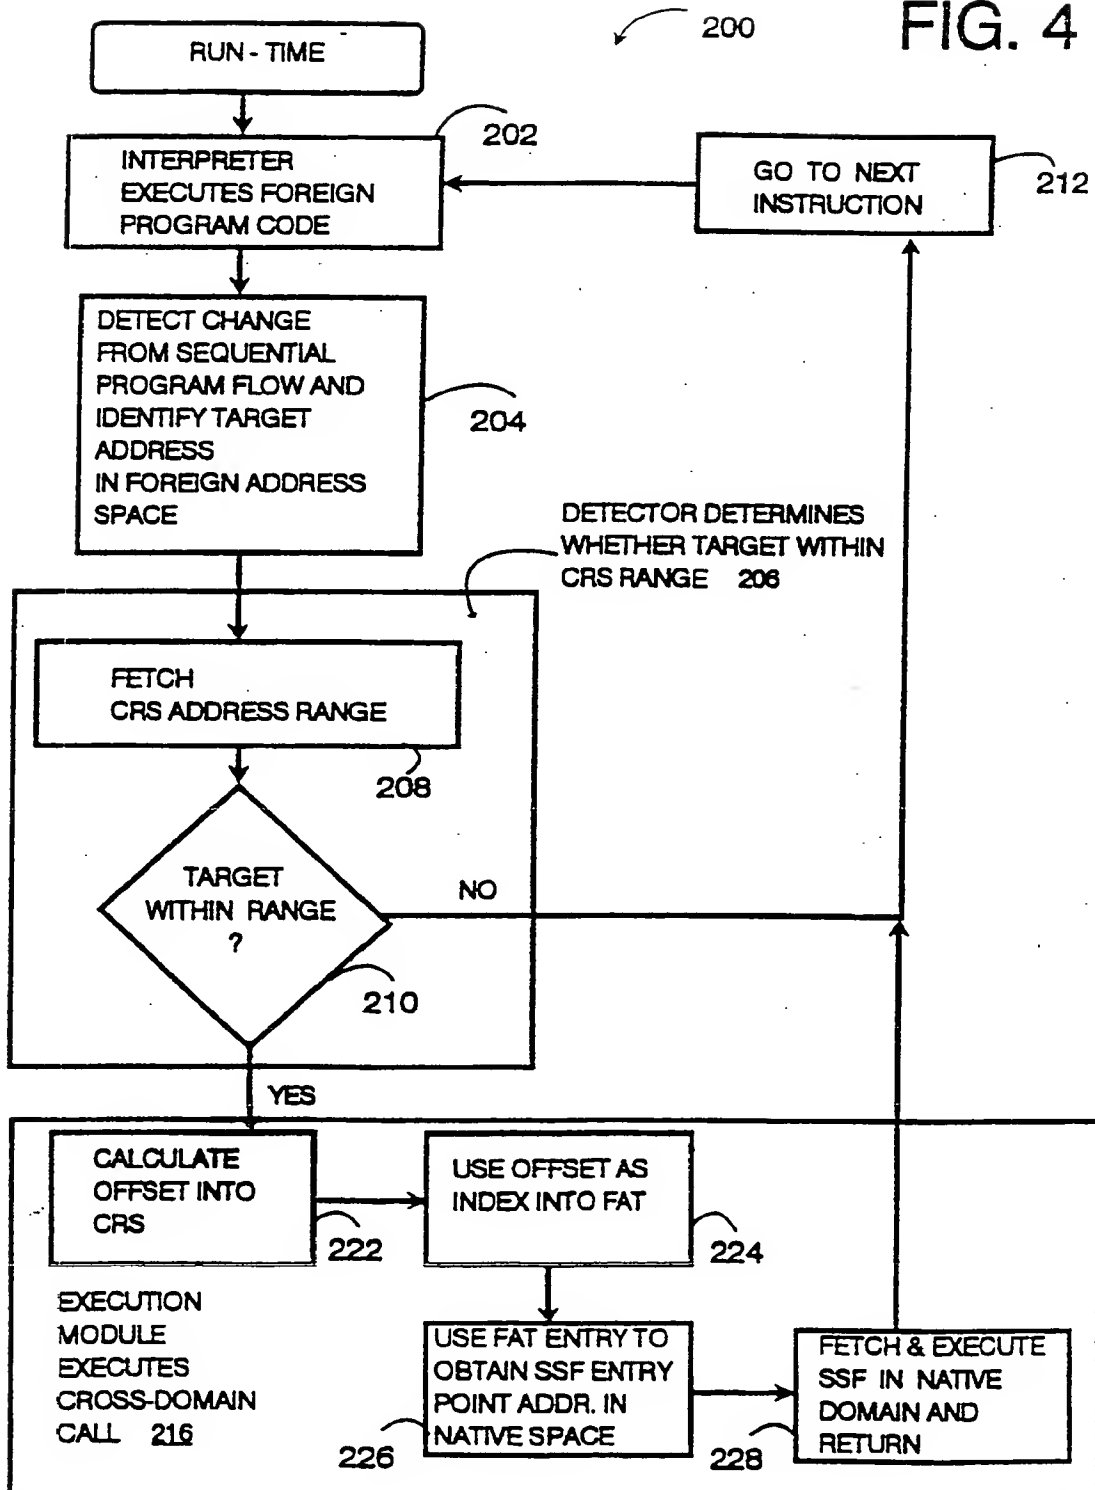 FIG. 4
200
RUN - TIME
202
INTERPRETER
EXECUTES FOREIGN
PROGRAM CODE
GO TO NEXT
INSTRUCTION
212
DETECT CHANGE
FROM SEQUENTIAL
PROGRAM FLOW AND
IDENTIFY TARGET
ADDRESS
IN FOREIGN ADDRESS
SPACE
204
DETECTOR DETERMINES
WHETHER TARGET WITHIN
CRS RANGE 206
FETCH
CRS ADDRESS RANGE
208
TARGET
WITHIN RANGE
?
NO
210
YES
CALCULATE
OFFSET INTO
CRS
222
USE OFFSET AS
INDEX INTO FAT
224
EXECUTION
MODULE
EXECUTES
CROSS-DOMAIN
CALL 216
USE FAT ENTRY TO
OBTAIN SSF ENTRY
POINT ADDR. IN
NATIVE SPACE
226
FETCH & EXECUTE
SSF IN NATIVE
DOMAIN AND
RETURN
228